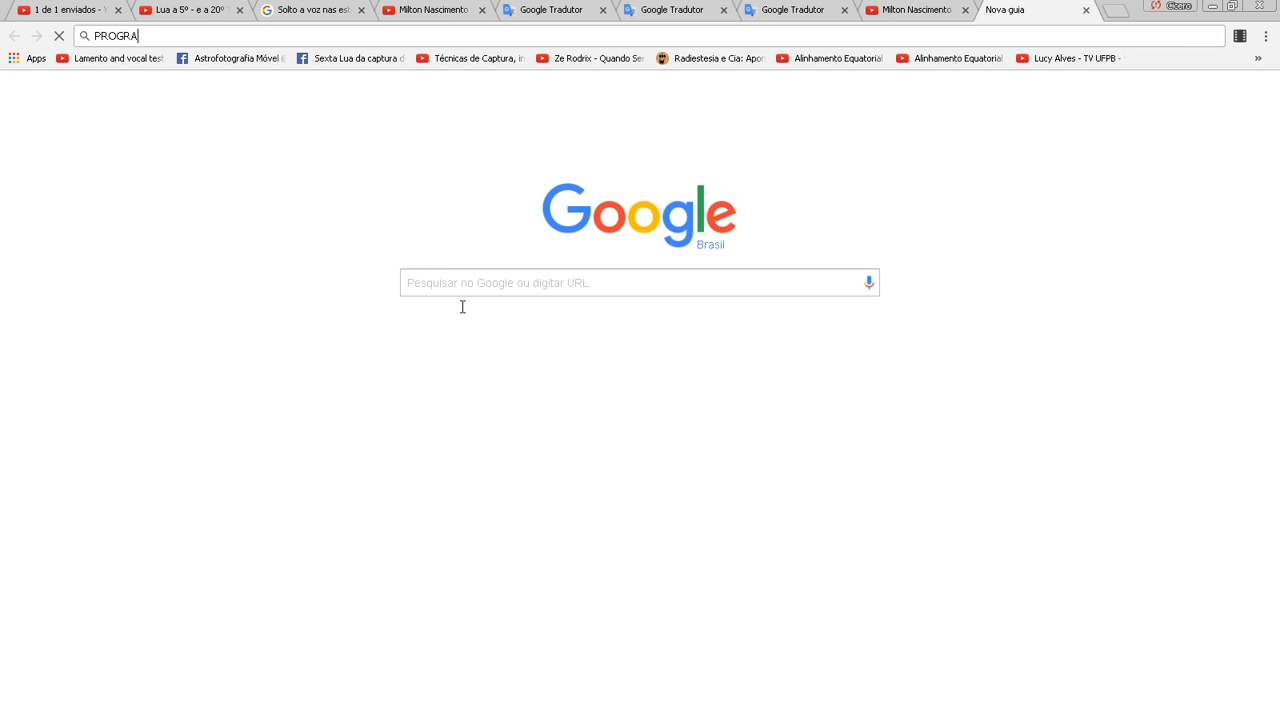 1 de 1 enviados - Y
Lua a 5º - e a 20º T
Solto a voz nas est
Milton Nascimento
Google Tradutor
Google Tradutor
Google Tradutor
Milton Nascimento
Nova guia
Cicero
PROGRA
Apps
Lamento and vocal test
Astrofotografia Móvel
Sexta Lua da captura d
Técnicas de Captura, in
Ze Rodrix - Quando Ser
Radiestesia e Cia: Apon
Alinhamento Equatorial
Alinhamento Equatorial
Lucy Alves - TV UFPB -
»
Google
Brasil
Pesquisar no Google ou digitar URL